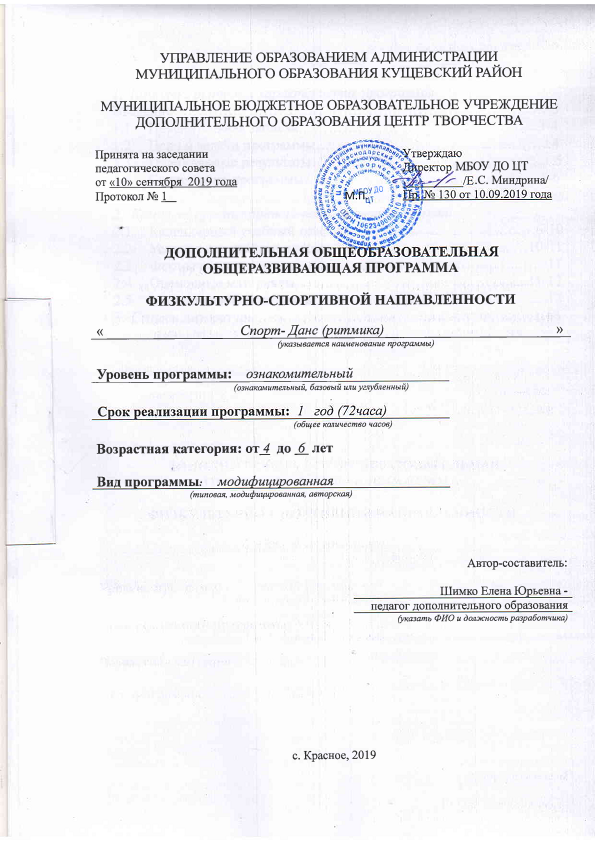 УПРАВЛЕНИЕ ОБРАЗОВАНИЕМ АДМИНИСТРАЦИИ
МУНИЦИПАЛЬНОГО ОБРАЗОВАНИЯ КУЩЕВСКИЙ РАЙОН
МУНИЦИПАЛЬНОЕ БЮДЖЕТНОЕ ОБРАЗОВАТЕЛЬНОЕ УЧРЕЖДЕНИЕ
ДОПОЛНИТЕЛЬНОГО ОБРАЗОВАНИЯ ЦЕНТР ТВОРЧЕСТВА
Принята на заседании
педагогического совета
от «10» сентября 2019 года
Протокол № 1
Утверждаю
Директор МБОУ ДО ЦТ
/Е.С. Миндрина/
М.П. Пр. № 130 от 10.09.2019 года
МБОУ ДО
ЦТ
ДОПОЛНИТЕЛЬНАЯ ОБЩЕОБРАЗОВАТЕЛЬНАЯ
ОБЩЕРАЗВИВАЮЩАЯ ПРОГРАММА
ФИЗКУЛЬТУРНО-СПОРТИВНОЙ НАПРАВЛЕННОСТИ
« Спорт- Данс (ритмика) »
(указывается наименование программы)
Уровень программы: ознакомительный
(ознакомительный, базовый или углубленный)
Срок реализации программы: 1 год (72часа)
(общее количество часов)
Возрастная категория: от 4 до 6 лет
Вид программы: модифицированная
(типовая, модифицированная, авторская)
Автор-составитель:
Шимко Елена Юрьевна -
педагог дополнительного образования
(указать ФИО и должность разработчика)
с. Красное, 2019